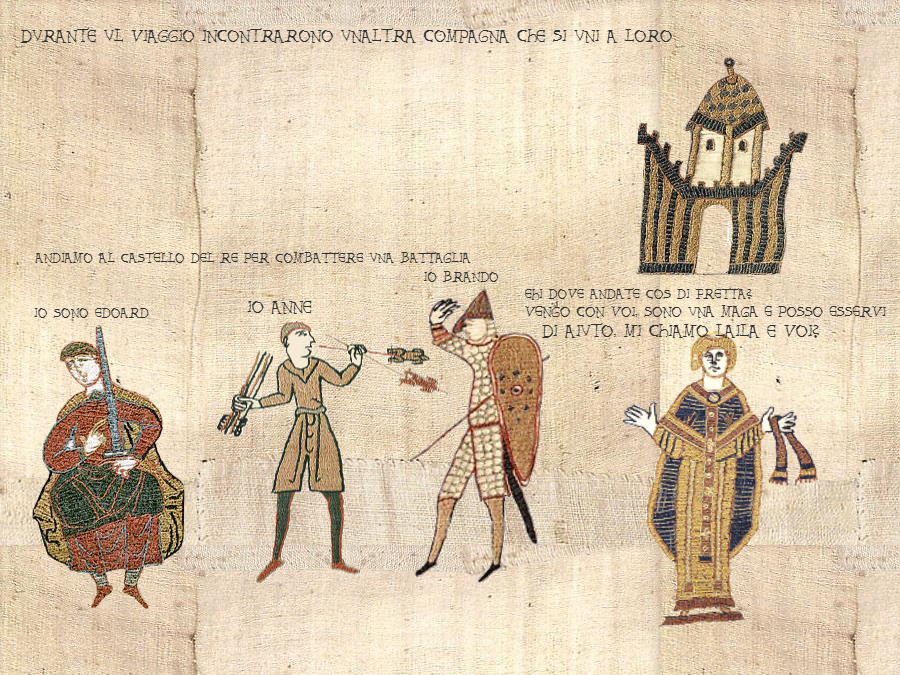 DVRANTE VL VIAGGIO INCONTRARONO VNALTRA COMPAGNA CHE SI VNI A LORO
ANDIAMO AL CASTELLO DEL RE PER COMBATTERE VNA BATTAGLIA
IO BRANDO
IO ANNE
IO SONO EDOARD
EHI DOVE ANDATE COS DI FRETTA?
VENGO CON VOI, SONO VNA MAGA E POSSO ESSERVI
DI AIVTO. MI CHIAMO LAILA E VOI?